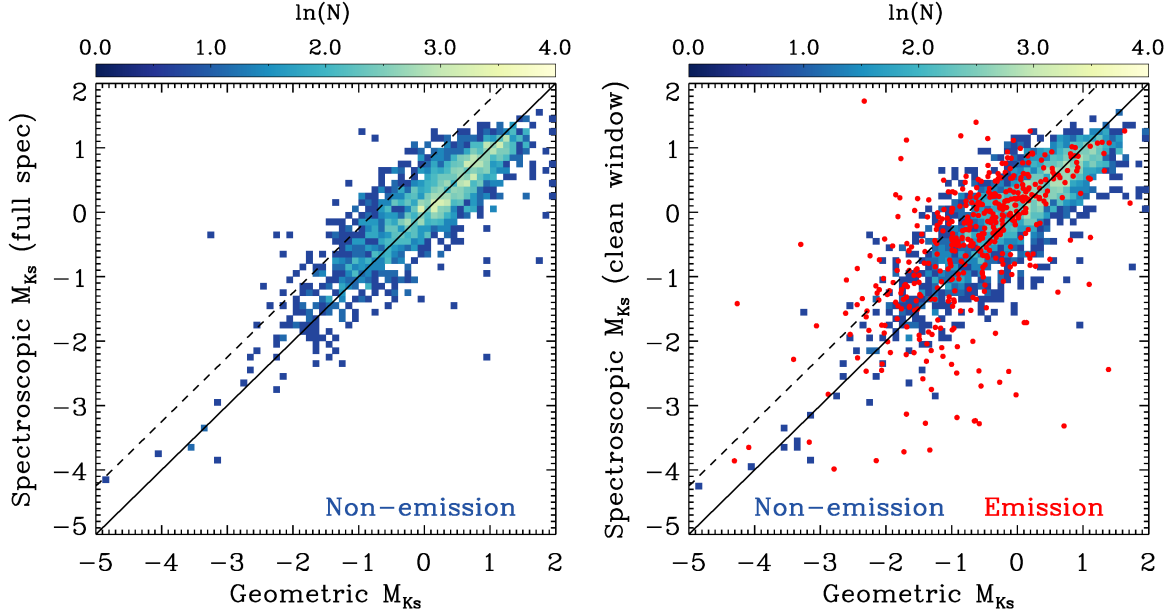 ln(N)
0.0 1.0 2.0 3.0 4.0
Spectroscopic M_Ks (full spec)
2
1
0
−1
−2
−3
−4
−5
−5 −4 −3 −2 −1 0 1 2
Geometric M_Ks
Non−emission
ln(N)
0.0 1.0 2.0 3.0 4.0
Spectroscopic M_Ks (clean window)
2
1
0
−1
−2
−3
−4
−5
−5 −4 −3 −2 −1 0 1 2
Geometric M_Ks
Non−emission Emission